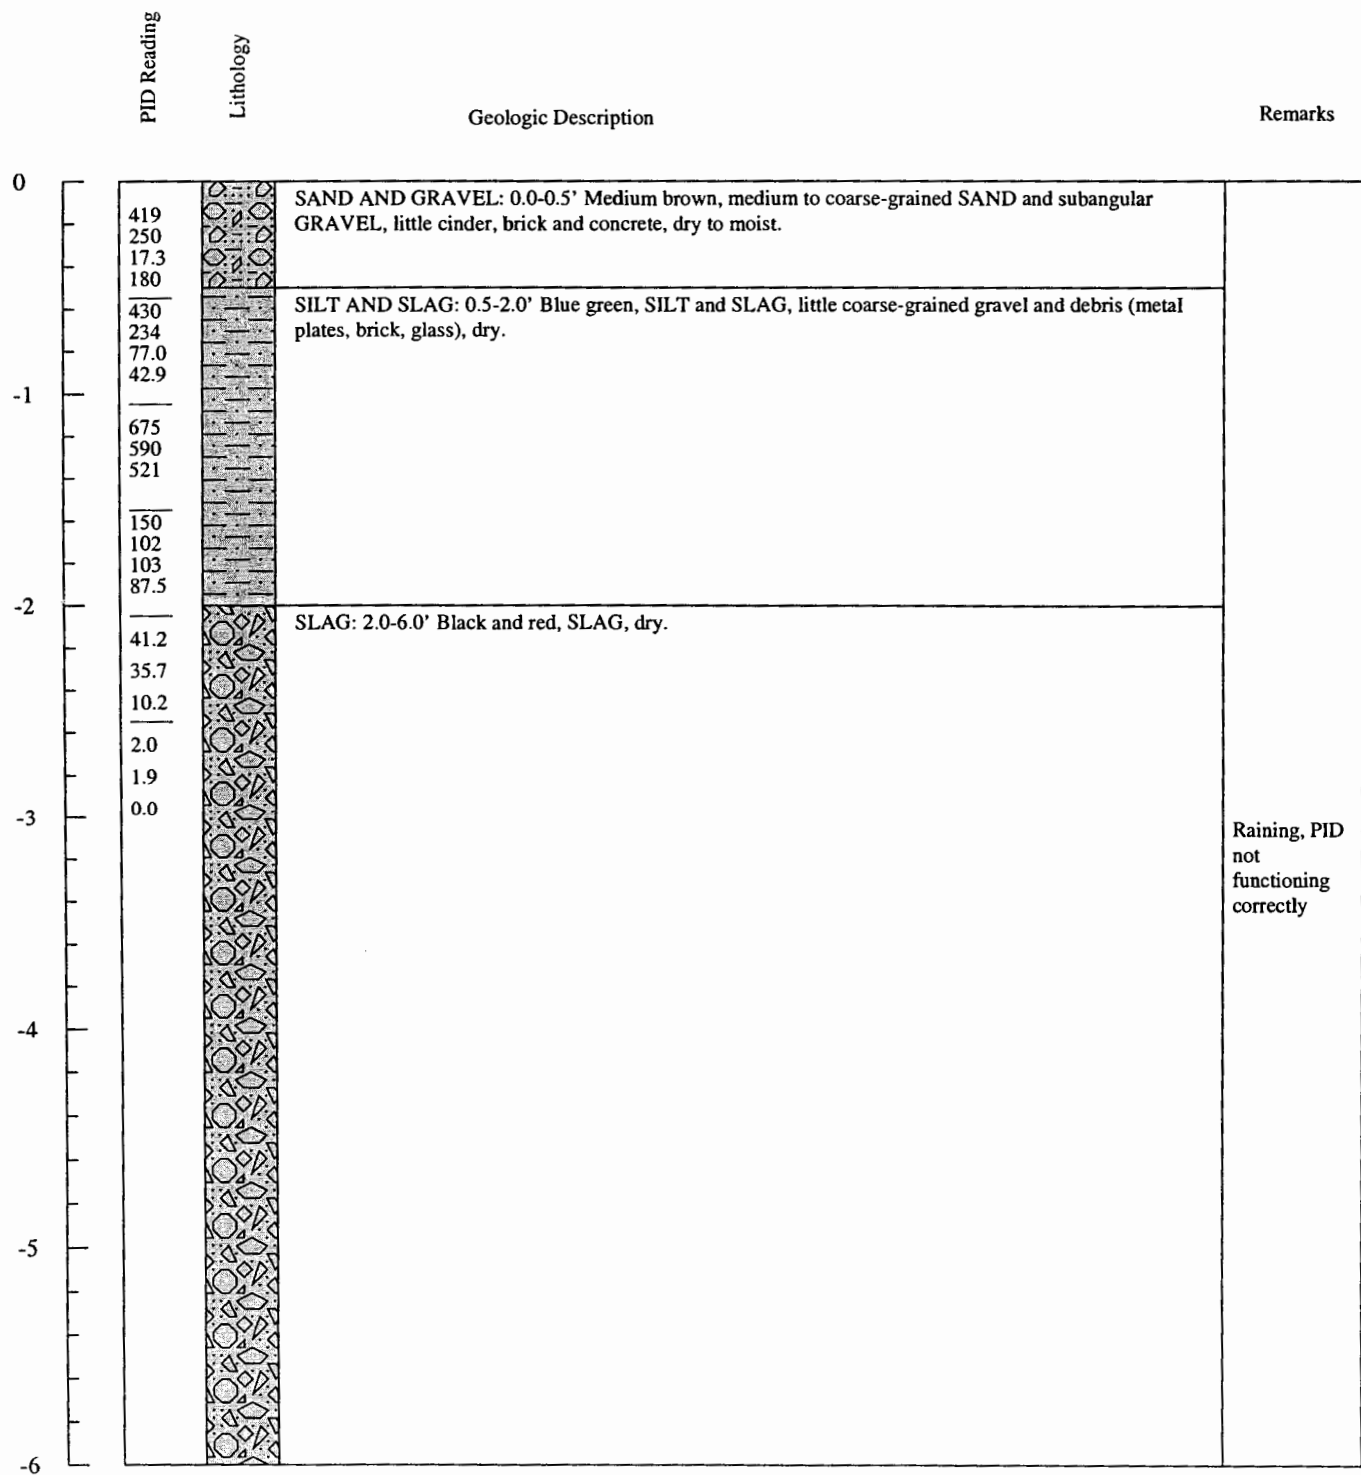 PID Reading
Lithology
Geologic Description
Remarks
0
419
250
17.3
180
SAND AND GRAVEL: 0.0-0.5' Medium brown, medium to coarse-grained SAND and subangular
GRAVEL, little cinder, brick and concrete, dry to moist.
430
234
77.0
42.9
SILT AND SLAG: 0.5-2.0' Blue green, SILT and SLAG, little coarse-grained gravel and debris (metal
plates, brick, glass), dry.
-1
675
590
521
150
102
103
87.5
-2
SLAG: 2.0-6.0' Black and red, SLAG, dry.
41.2
35.7
10.2
2.0
1.9
0.0
-3
Raining, PID
not
functioning
correctly
-4
-5
-6